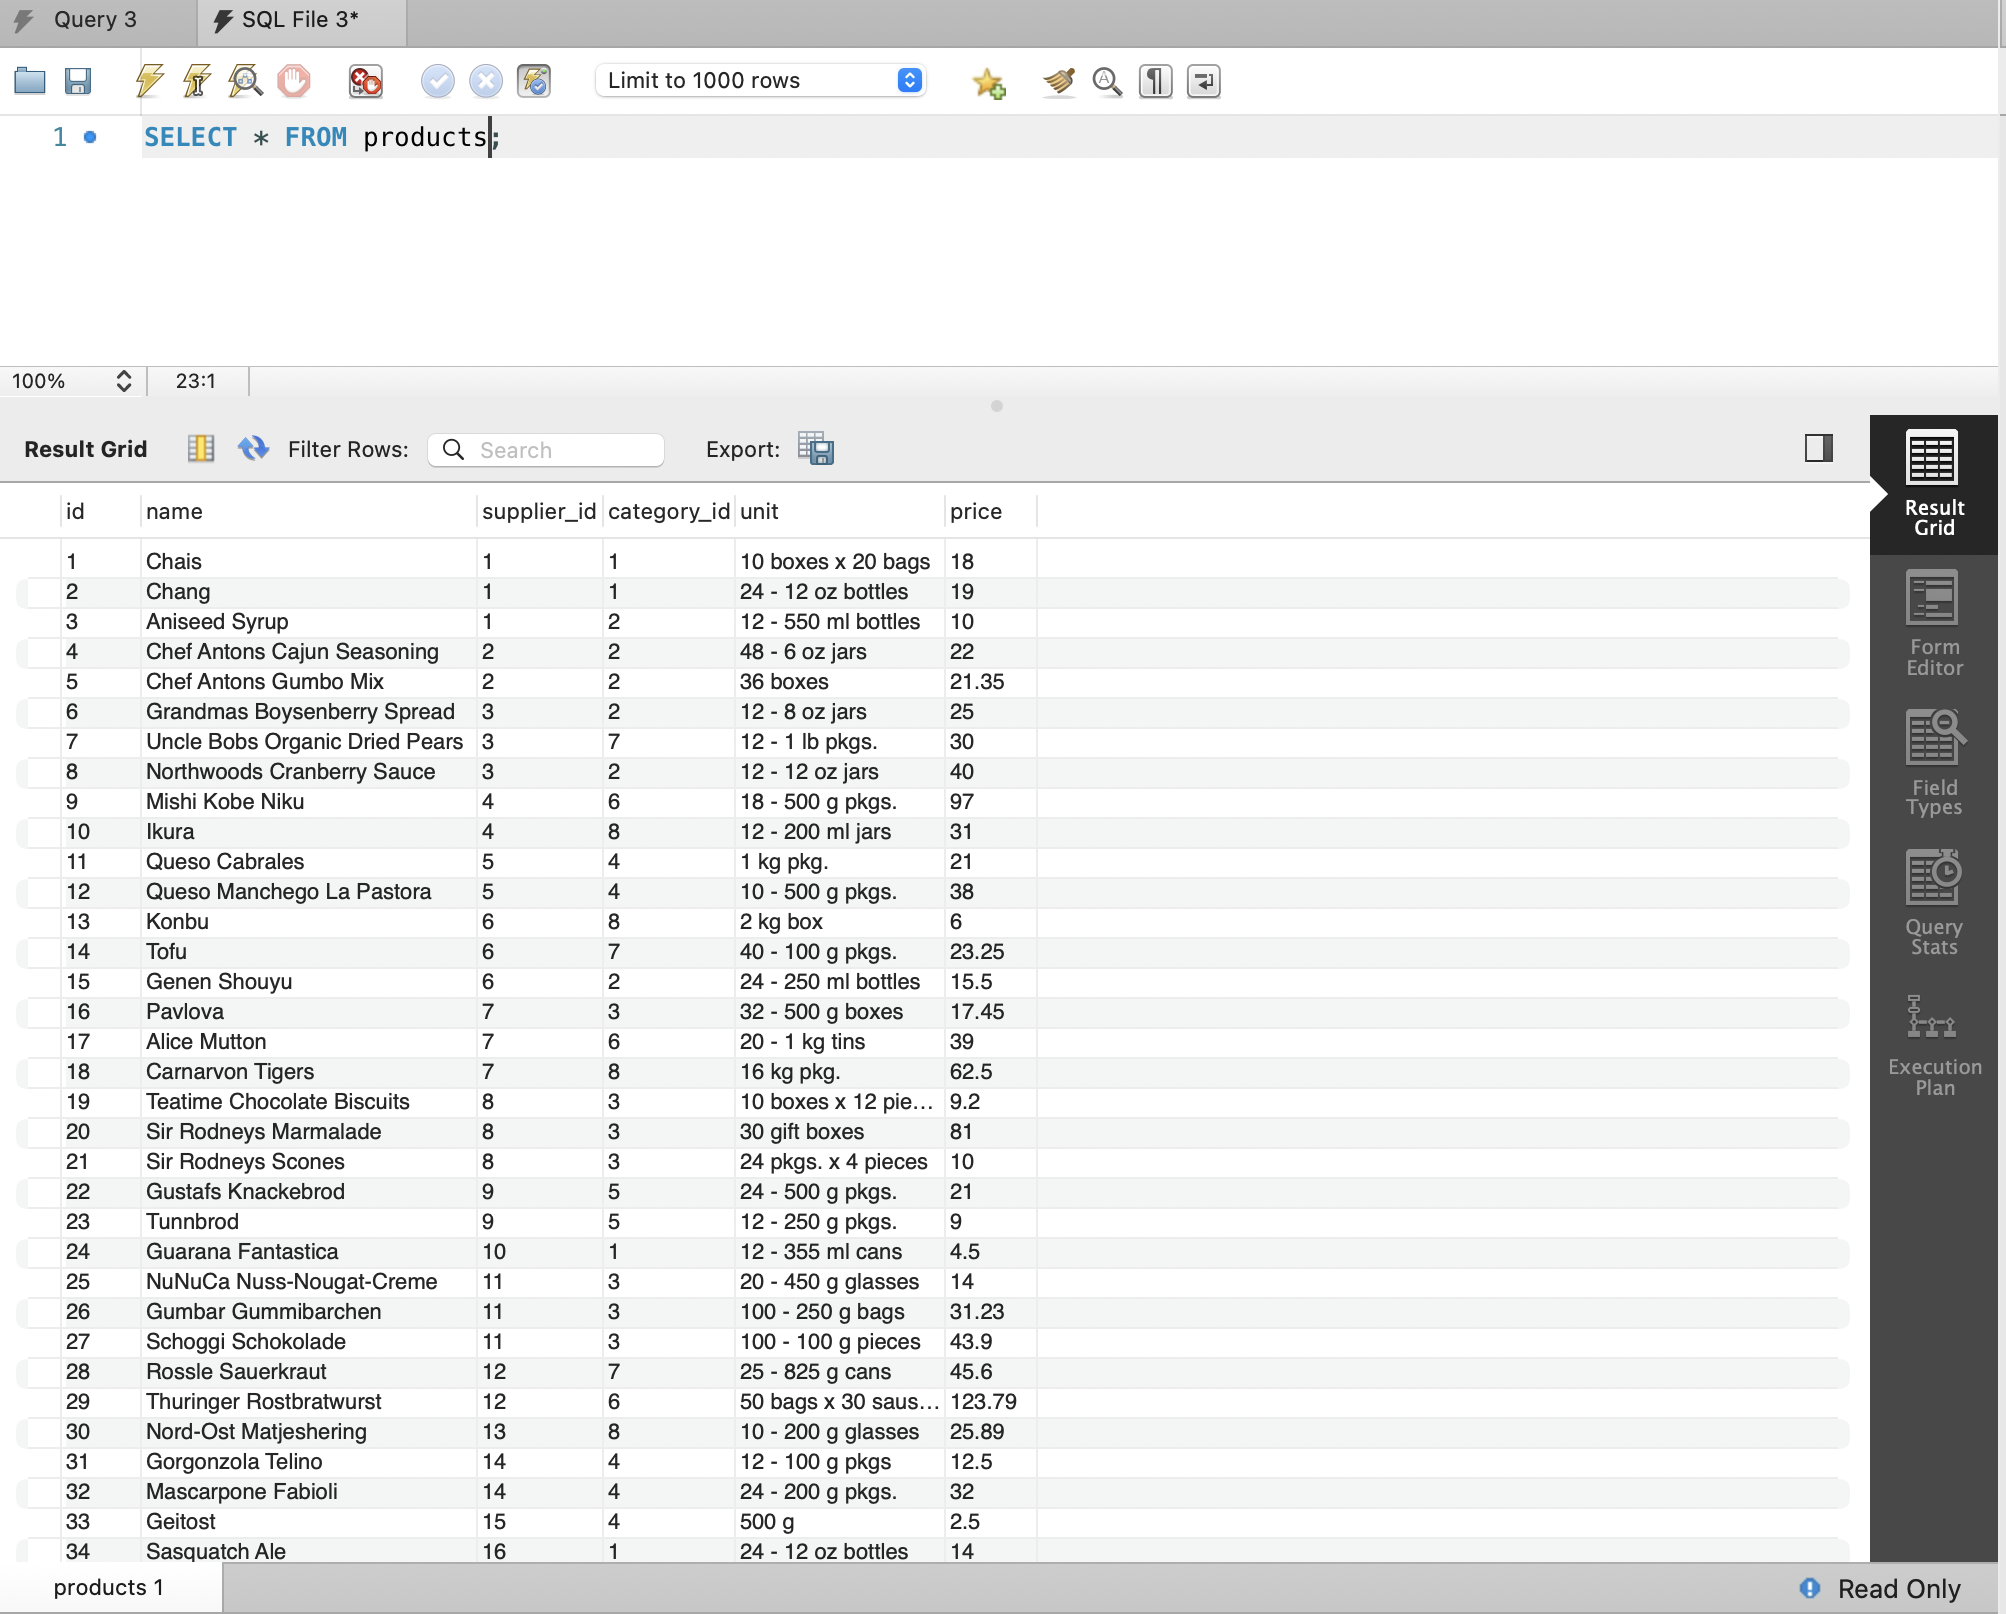 Query 3
SQL File 3*
Limit to 1000 rows
1 SELECT * FROM products;
100% 23:1
Result Grid Filter Rows: Search Export:
id name supplier_id category_id unit price
1 Chais 1 1 10 boxes x 20 bags 18
2 Chang 1 1 24 - 12 oz bottles 19
3 Aniseed Syrup 1 2 12 - 550 ml bottles 10
4 Chef Antons Cajun Seasoning 2 2 48 - 6 oz jars 22
5 Chef Antons Gumbo Mix 2 2 36 boxes 21.35
6 Grandmas Boysenberry Spread 3 2 12 - 8 oz jars 25
7 Uncle Bobs Organic Dried Pears 3 7 12 - 1 lb pkgs. 30
8 Northwoods Cranberry Sauce 3 2 12 - 12 oz jars 40
9 Mishi Kobe Niku 4 6 18 - 500 g pkgs. 97
10 Ikura 4 8 12 - 200 ml jars 31
11 Queso Cabrales 5 4 1 kg pkg. 21
12 Queso Manchego La Pastora 5 4 10 - 500 g pkgs. 38
13 Konbu 6 8 2 kg box 6
14 Tofu 6 7 40 - 100 g pkgs. 23.25
15 Genen Shouyu 6 2 24 - 250 ml bottles 15.5
16 Pavlova 7 3 32 - 500 g boxes 17.45
17 Alice Mutton 7 6 20 - 1 kg tins 39
18 Carnarvon Tigers 7 8 16 kg pkg. 62.5
19 Teatime Chocolate Biscuits 8 3 10 boxes x 12 pie... 9.2
20 Sir Rodneys Marmalade 8 3 30 gift boxes 81
21 Sir Rodneys Scones 8 3 24 pkgs. x 4 pieces 10
22 Gustafs Knackebrod 9 5 24 - 500 g pkgs. 21
23 Tunnbrod 9 5 12 - 250 g pkgs. 9
24 Guarana Fantastica 10 1 12 - 355 ml cans 4.5
25 NuNuCa Nuss-Nougat-Creme 11 3 20 - 450 g glasses 14
26 Gumbar Gummibarchen 11 3 100 - 250 g bags 31.23
27 Schoggi Schokolade 11 3 100 - 100 g pieces 43.9
28 Rossle Sauerkraut 12 7 25 - 825 g cans 45.6
29 Thuringer Rostbratwurst 12 6 50 bags x 30 saus... 123.79
30 Nord-Ost Matjeshering 13 8 10 - 200 g glasses 25.89
31 Gorgonzola Telino 14 4 12 - 100 g pkgs 12.5
32 Mascarpone Fabioli 14 4 24 - 200 g pkgs. 32
33 Geitost 15 4 500 g 2.5
34 Sasquatch Ale 16 1 24 - 12 oz bottles 14
Result
Grid
Form
Editor
Field
Types
Query
Stats
Execution
Plan
products 1
Read Only